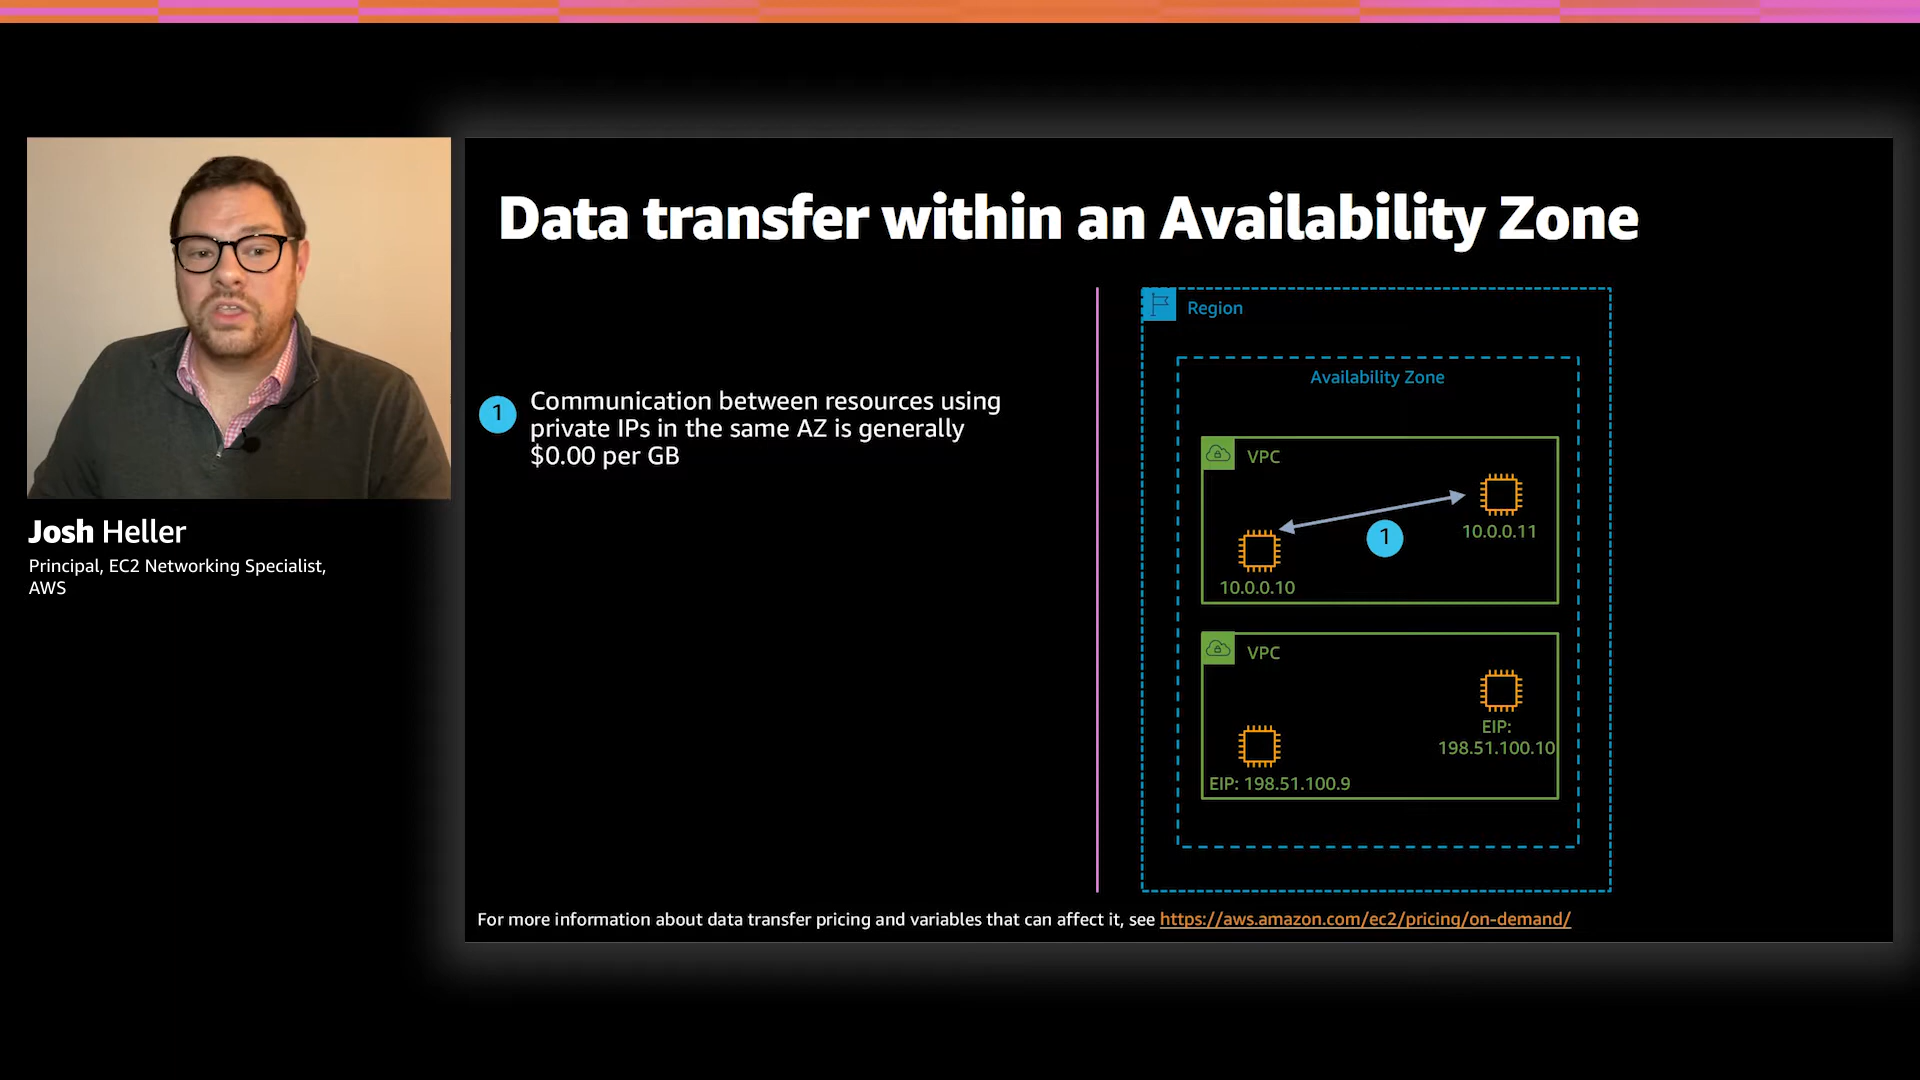 Data transfer within an Availability Zone
Josh Heller
Principal, EC2 Networking Specialist,
AWS
1
Communication between resources using
private IPs in the same AZ is generally
$0.00 per GB
Region
Availability Zone
VPC
10.0.0.11
1
10.0.0.10
VPC
EIP:
198.51.100.10
EIP: 198.51.100.9
For more information about data transfer pricing and variables that can affect it, see https://aws.amazon.com/ec2/pricing/on-demand/